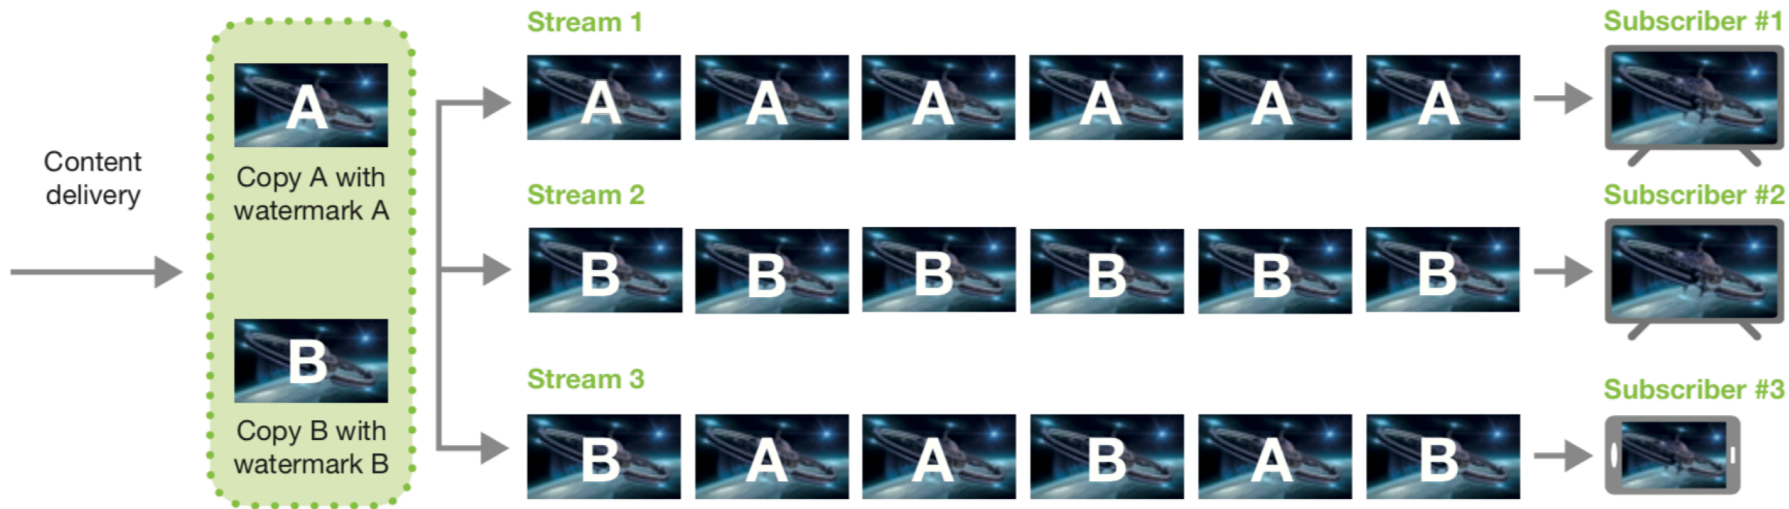 Content
delivery
A
Copy A with
watermark A
B
Copy B with
watermark B
Stream 1
A A A A A A
Subscriber #1
Stream 2
B B B B B B
Subscriber #2
Stream 3
B A A B A B
Subscriber #3